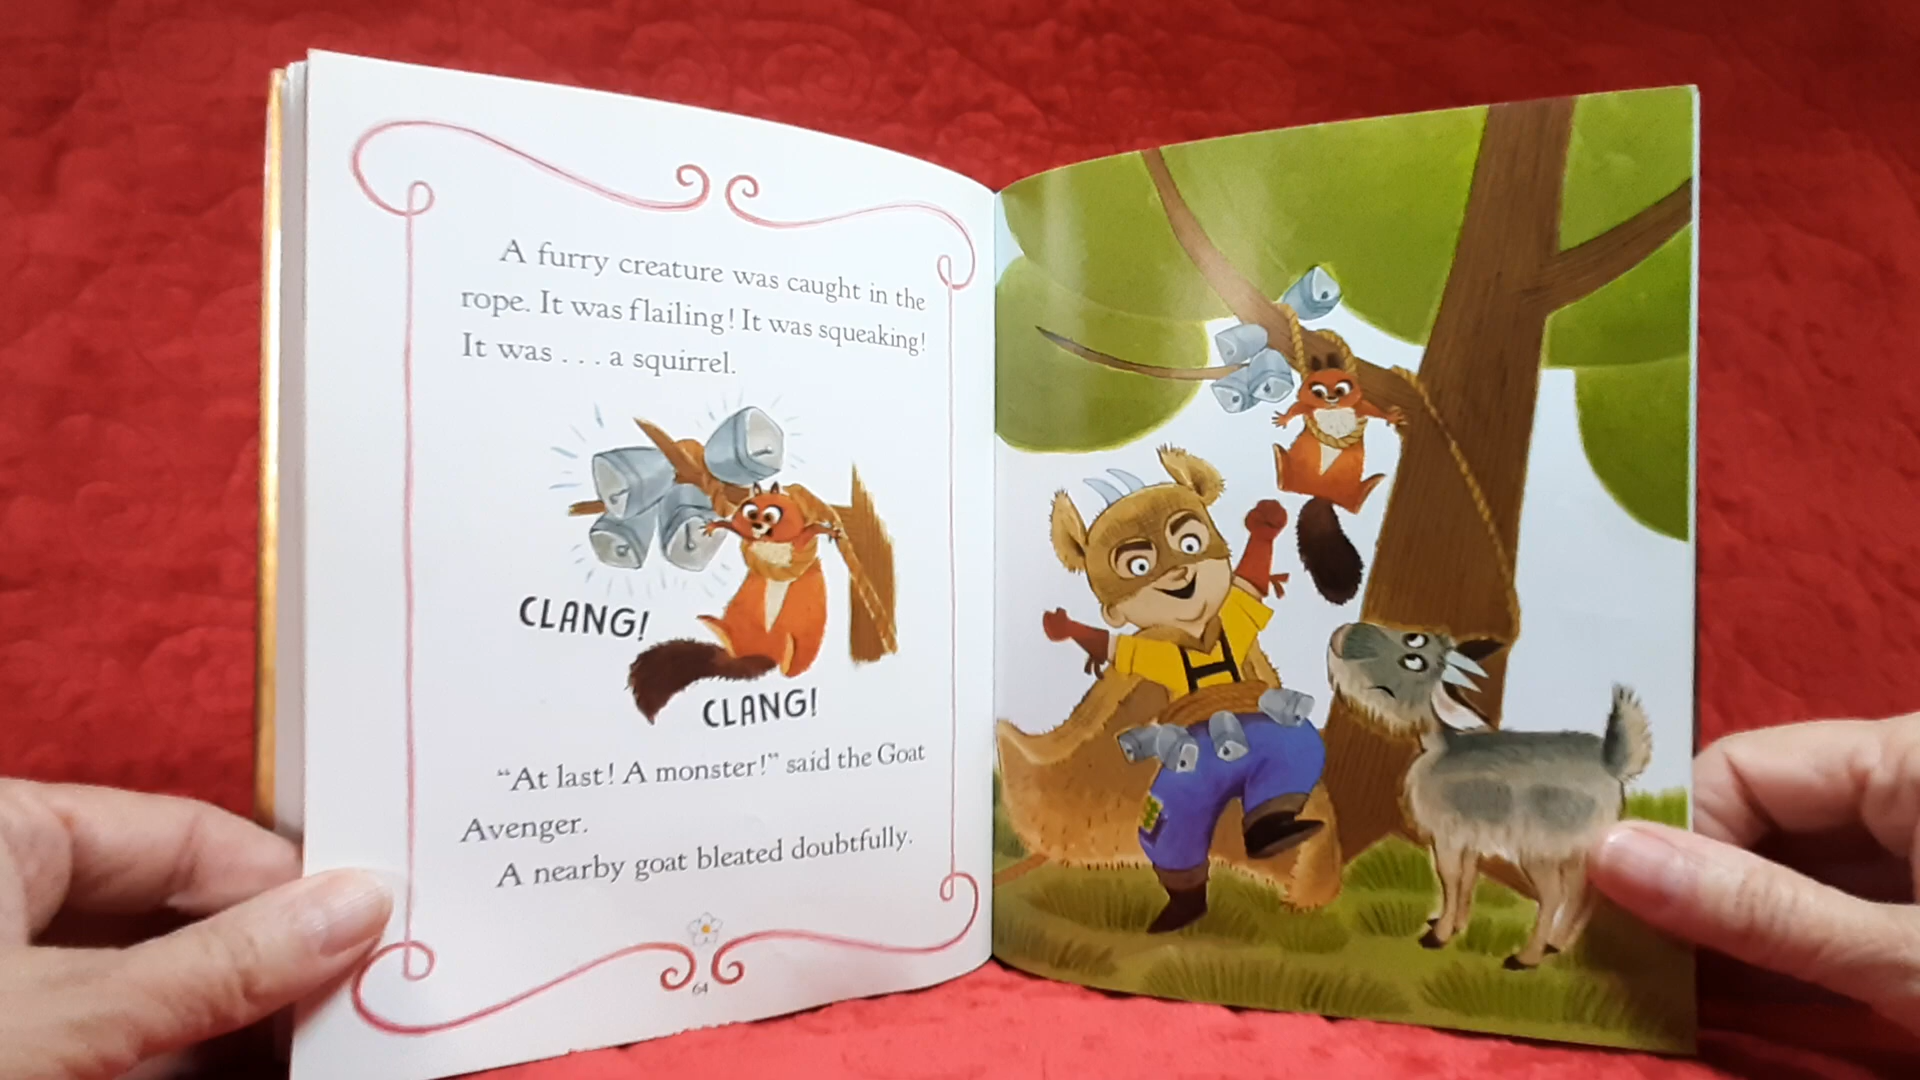 A furry creature was caught in the
rope. It was flailing! It was squeaking!
It was . . . a squirrel.
CLANG!
CLANG!
“At last! A monster!” said the Goat
Avenger.
A nearby goat bleated doubtfully.
64